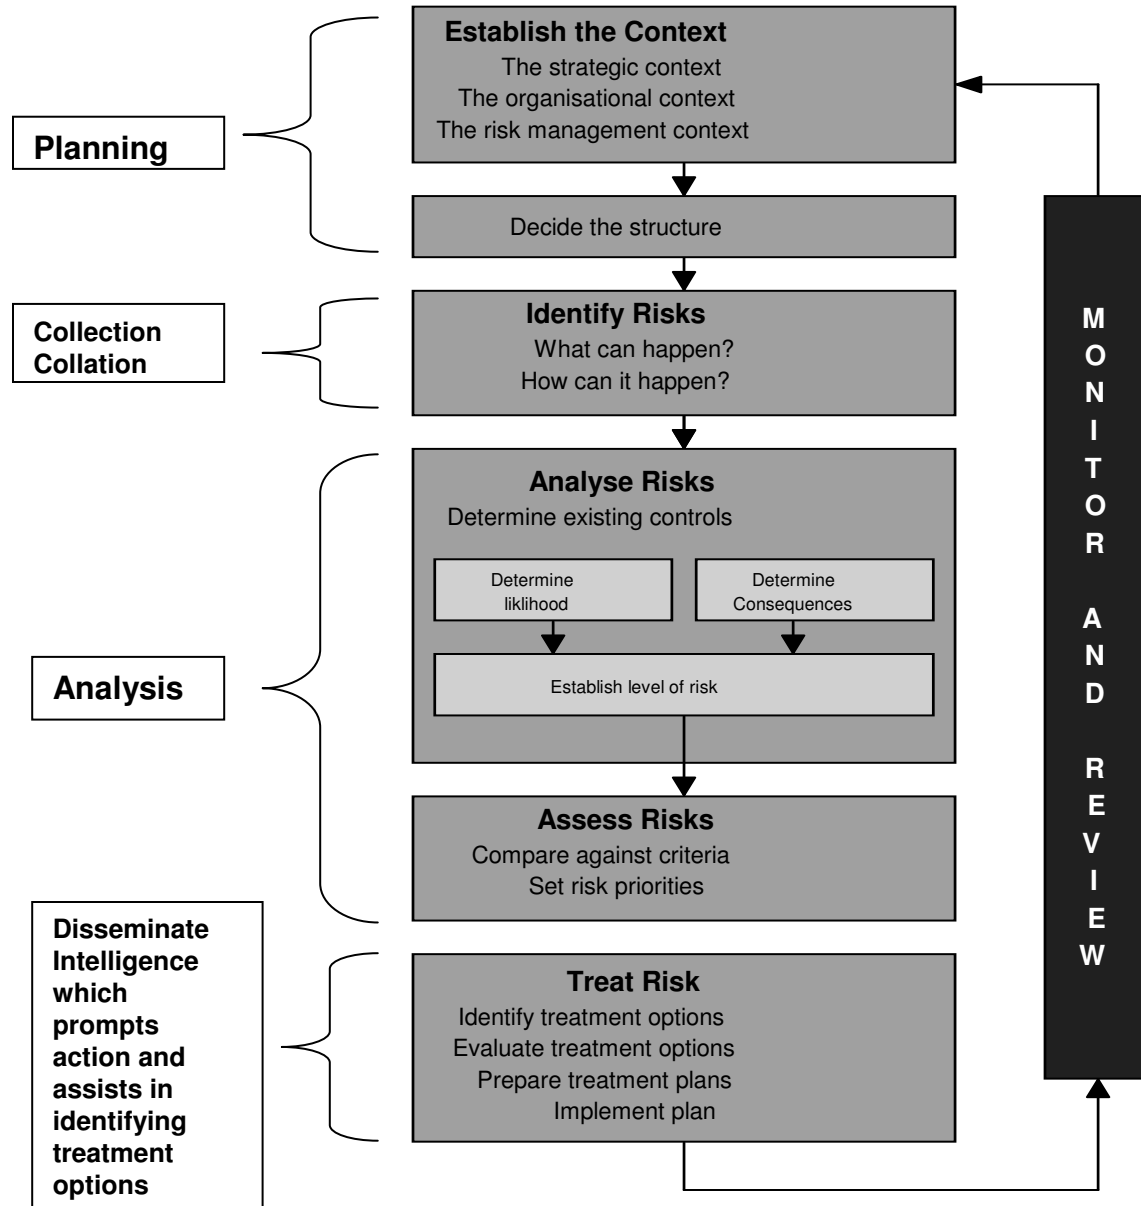 Planning
Establish the Context
The strategic context
The organisational context
The risk management context
Decide the structure
Collection
Collation
Identify Risks
What can happen?
How can it happen?
Analysis
Analyse Risks
Determine existing controls
Determine
liklihood
Determine
Consequences
Establish level of risk
Assess Risks
Compare against criteria
Set risk priorities
Disseminate
Intelligence
which
prompts
action and
assists in
identifying
treatment
options
Treat Risk
Identify treatment options
Evaluate treatment options
Prepare treatment plans
Implement plan
MONITOR AND REVIEW